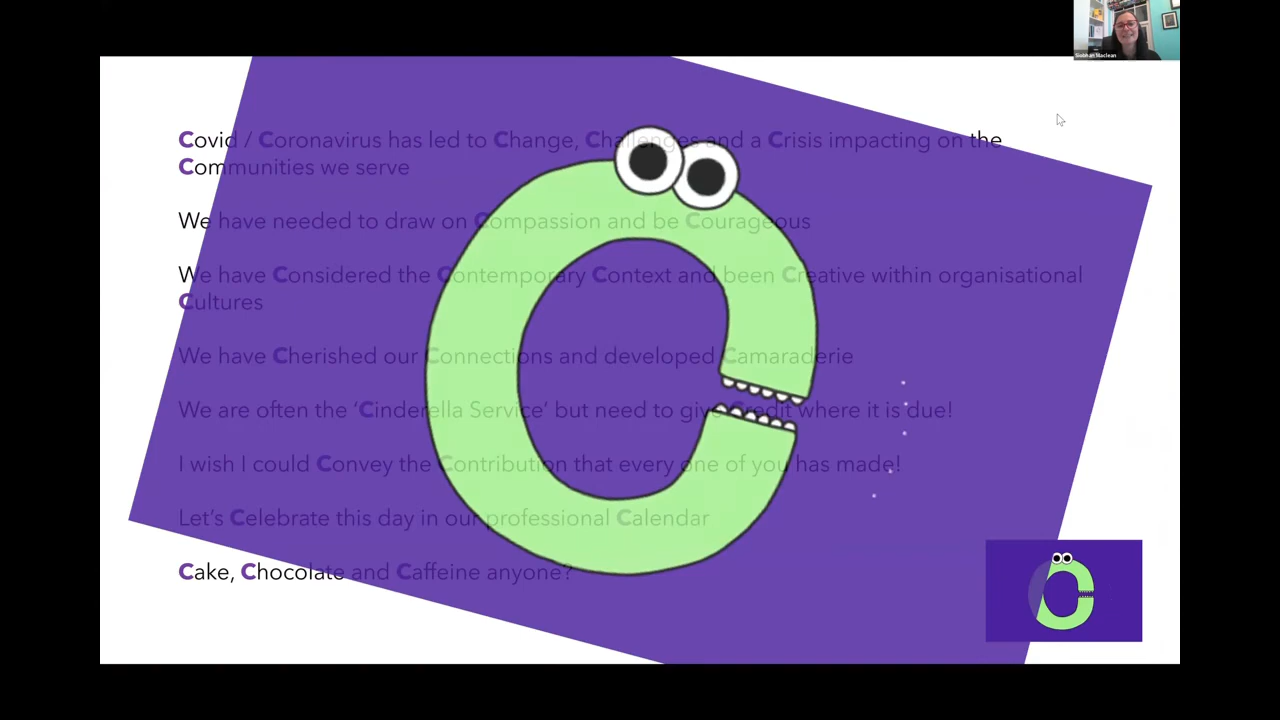 Siobhan Maclean
Covid / Coronavirus has led to Change, Challenges and a Crisis impacting on the
Communities we serve
We have needed to draw on Compassion and be Courageous
We have Considered the Contemporary Context and been Creative within organisational
Cultures
We have Cherished our Connections and developed Camaraderie
We are often the ‘Cinderella Service’ but need to give Credit where it is due!
I wish I could Convey the Contribution that every one of you has made!
Let’s Celebrate this day in our professional Calendar
Cake, Chocolate and Caffeine anyone?